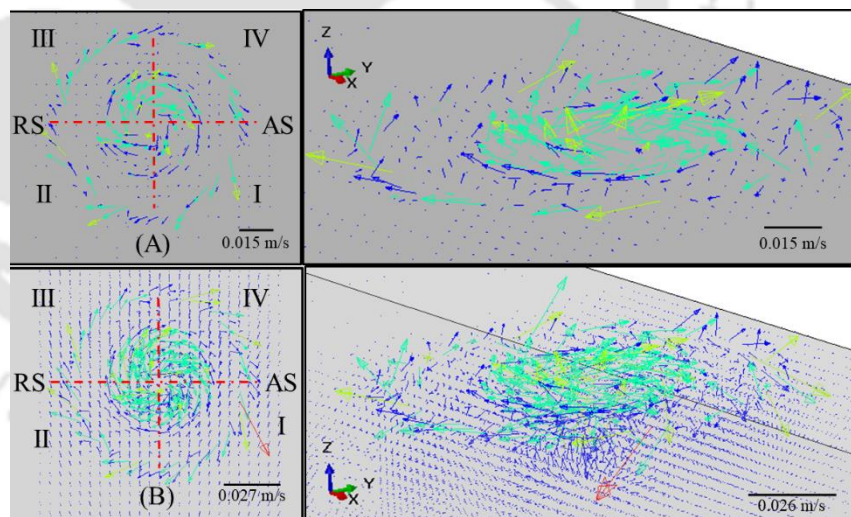 III IV
RS AS
II I
(A)
0.015 m/s
Z
Y
X
0.015 m/s
III IV
RS AS
II I
(B)
0.027 m/s
Z
Y
X
0.026 m/s